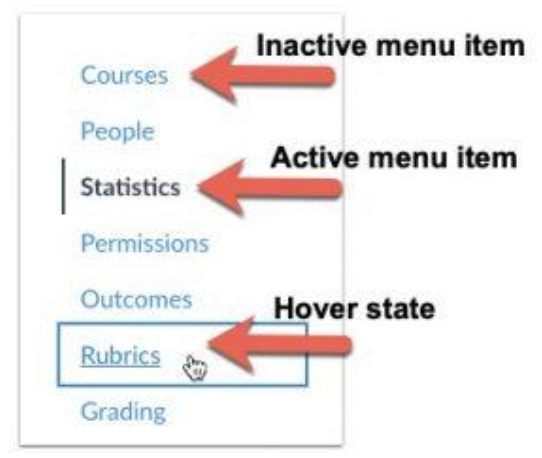 Inactive menu item
Courses
People
Active menu item
Statistics
Permissions
Outcomes
Hover state
Rubrics
Grading